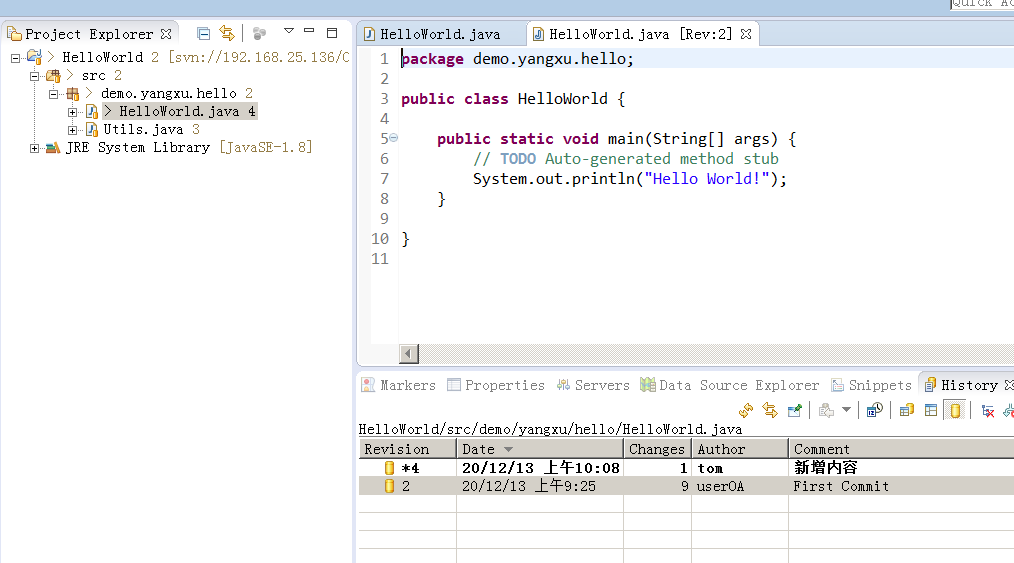 Quick Ac
Project Explorer
HelloWorld 2 [svn://192.168.25.136/O
src 2
demo.yangxu.hello 2
HelloWorld.java 4
Utils.java 3
JRE System Library [JavaSE-1.8]
HelloWorld.java
HelloWorld.java [Rev:2]
1 package demo.yangxu.hello;
2
3 public class HelloWorld {
4
5 public static void main(String[] args) {
6 // TODO Auto-generated method stub
7 System.out.println("Hello World!");
8 }
9
10 }
11
Markers Properties Servers Data Source Explorer Snippets History
HelloWorld/src/demo/yangxu/hello/HelloWorld.java
Revision Date Changes Author Comment
*4 20/12/13 上午10:08 1 tom 新增内容
2 20/12/13 上午9:25 9 userOA First Commit